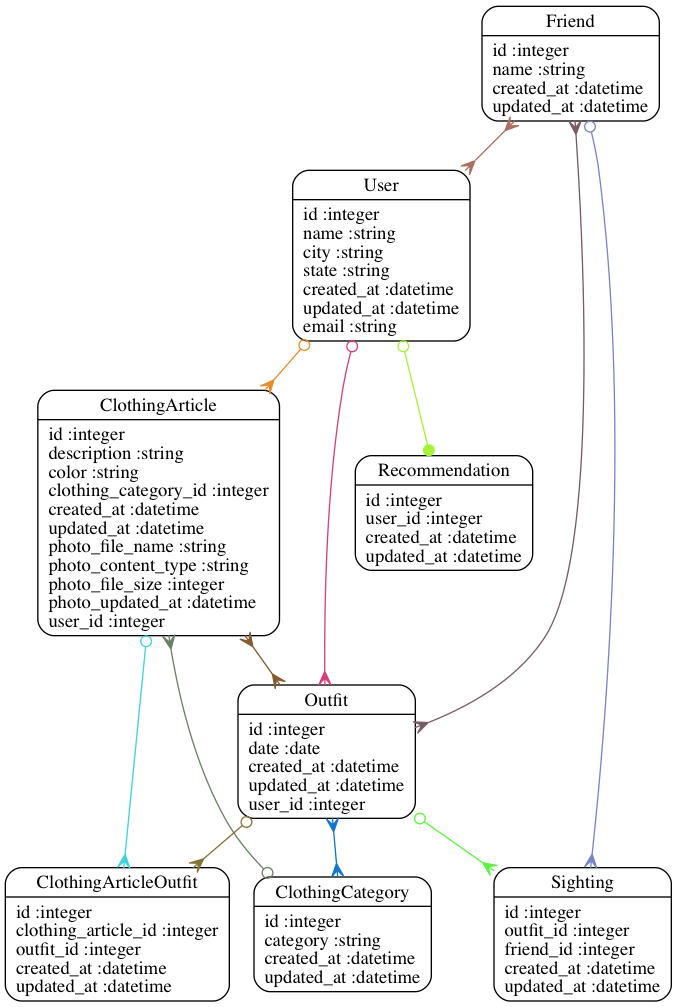 Friend
id :integer
name :string
created_at :datetime
updated_at :datetime
User
id :integer
name :string
city :string
state :string
created_at :datetime
updated_at :datetime
email :string
ClothingArticle
id :integer
description :string
color :string
clothing_category_id :integer
created_at :datetime
updated_at :datetime
photo_file_name :string
photo_content_type :string
photo_file_size :integer
photo_updated_at :datetime
user_id :integer
Recommendation
id :integer
user_id :integer
created_at :datetime
updated_at :datetime
Outfit
id :integer
date :date
created_at :datetime
updated_at :datetime
user_id :integer
ClothingArticleOutfit
id :integer
clothing_article_id :integer
outfit_id :integer
created_at :datetime
updated_at :datetime
ClothingCategory
id :integer
category :string
created_at :datetime
updated_at :datetime
Sighting
id :integer
outfit_id :integer
friend_id :integer
created_at :datetime
updated_at :datetime